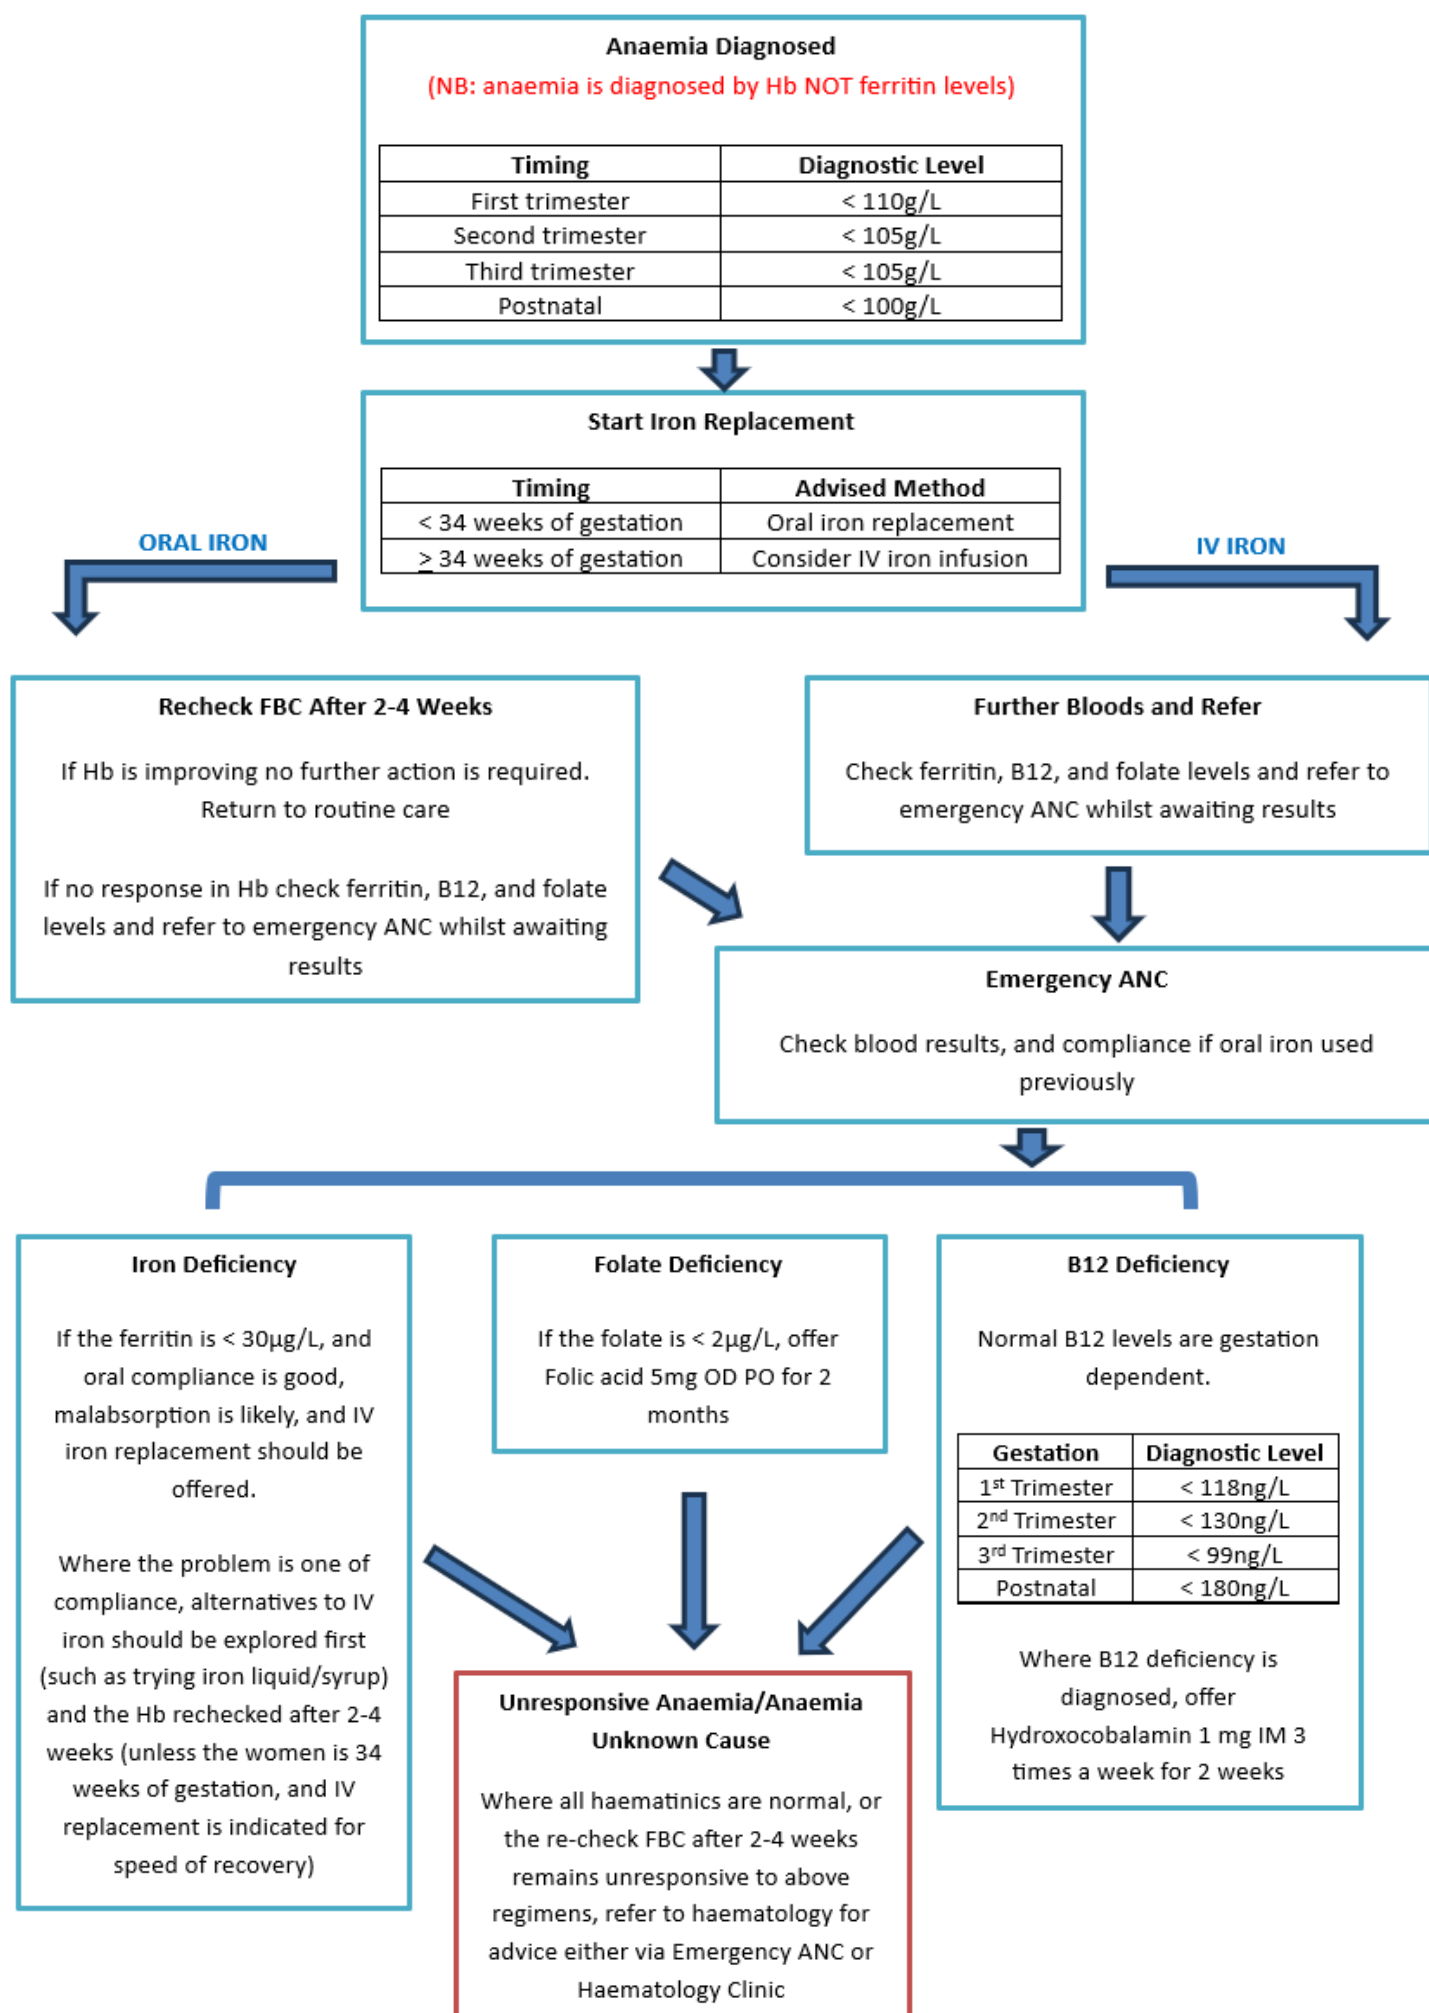 Anaemia Diagnosed
(NB: anaemia is diagnosed by Hb NOT ferritin levels)
Timing Diagnostic Level
First trimester < 110g/L
Second trimester < 105g/L
Third trimester < 105g/L
Postnatal < 100g/L
Start Iron Replacement
Timing Advised Method
< 34 weeks of gestation Oral iron replacement
≥ 34 weeks of gestation Consider IV iron infusion
ORAL IRON
IV IRON
Recheck FBC After 2-4 Weeks
If Hb is improving no further action is required.
Return to routine care
If no response in Hb check ferritin, B12, and folate
levels and refer to emergency ANC whilst awaiting
results
Further Bloods and Refer
Check ferritin, B12, and folate levels and refer to
emergency ANC whilst awaiting results
Emergency ANC
Check blood results, and compliance if oral iron used
previously
Iron Deficiency
If the ferritin is < 30µg/L, and
oral compliance is good,
malabsorption is likely, and IV
iron replacement should be
offered.
Where the problem is one of
compliance, alternatives to IV
iron should be explored first
(such as trying iron liquid/syrup)
and the Hb rechecked after 2-4
weeks (unless the women is 34
weeks of gestation, and IV
replacement is indicated for
speed of recovery)
Folate Deficiency
If the folate is < 2µg/L, offer
Folic acid 5mg OD PO for 2
months
B12 Deficiency
Normal B12 levels are gestation
dependent.
Gestation Diagnostic Level
1st Trimester < 118ng/L
2nd Trimester < 130ng/L
3rd Trimester < 99ng/L
Postnatal < 180ng/L
Where B12 deficiency is
diagnosed, offer
Hydroxocobalamin 1 mg IM 3
times a week for 2 weeks
Unresponsive Anaemia/Anaemia
Unknown Cause
Where all haematinics are normal, or
the re-check FBC after 2-4 weeks
remains unresponsive to above
regimens, refer to haematology for
advice either via Emergency ANC or
Haematology Clinic